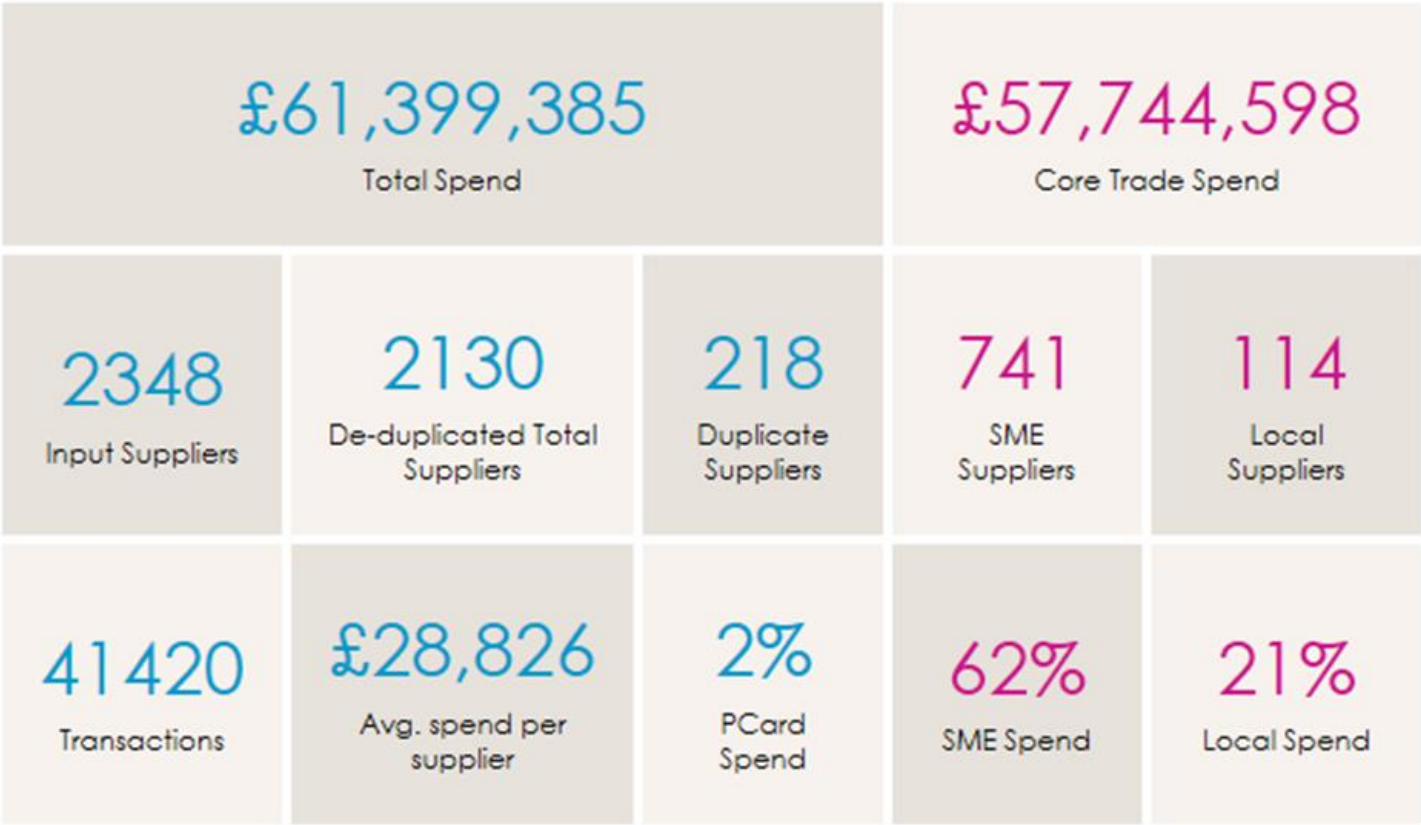 £61,399,385
Total Spend
£57,744,598
Core Trade Spend
2348
Input Suppliers
2130
De-duplicated Total
Suppliers
218
Duplicate
Suppliers
741
SME
Suppliers
114
Local
Suppliers
41420
Transactions
£28,826
Avg. spend per
supplier
2%
PCard
Spend
62%
SME Spend
21%
Local Spend